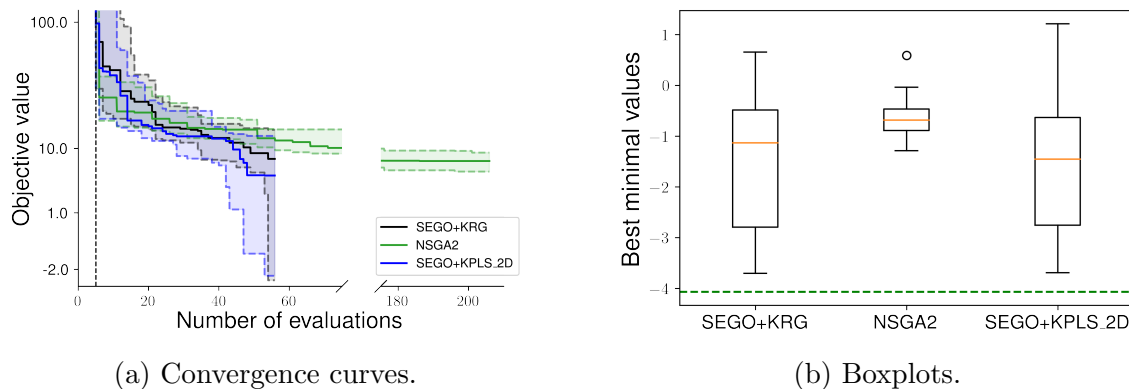 100.0
10.0
1.0
-2.0
Objective value
0 20 40 60 180 200
Number of evaluations
SEGO+KRG
NSGA2
SEGO+KPLS_2D
(a) Convergence curves.
1
0
−1
−2
−3
−4
Best minimal values
SEGO+KRG NSGA2 SEGO+KPLS_2D
(b) Boxplots.